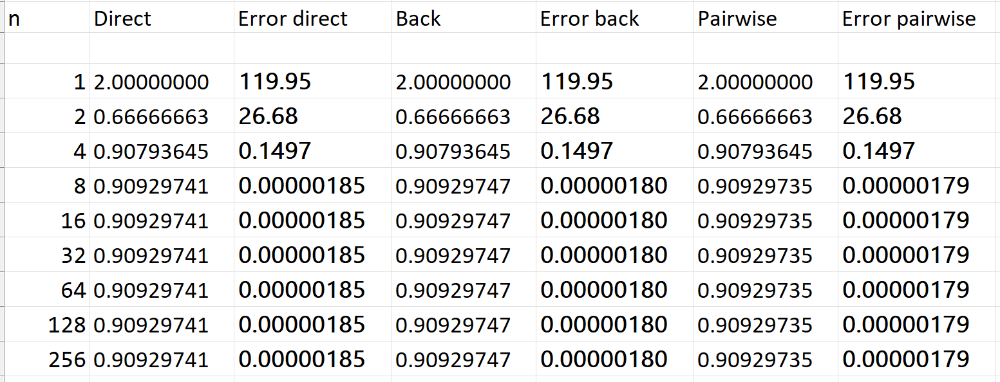 n Direct Error direct Back Error back Pairwise Error pairwise
1 2.00000000 119.95 2.00000000 119.95 2.00000000 119.95
2 0.66666663 26.68 0.66666663 26.68 0.66666663 26.68
4 0.90793645 0.1497 0.90793645 0.1497 0.90793645 0.1497
8 0.90929741 0.00000185 0.90929747 0.00000180 0.90929735 0.00000179
16 0.90929741 0.00000185 0.90929747 0.00000180 0.90929735 0.00000179
32 0.90929741 0.00000185 0.90929747 0.00000180 0.90929735 0.00000179
64 0.90929741 0.00000185 0.90929747 0.00000180 0.90929735 0.00000179
128 0.90929741 0.00000185 0.90929747 0.00000180 0.90929735 0.00000179
256 0.90929741 0.00000185 0.90929747 0.00000180 0.90929735 0.00000179